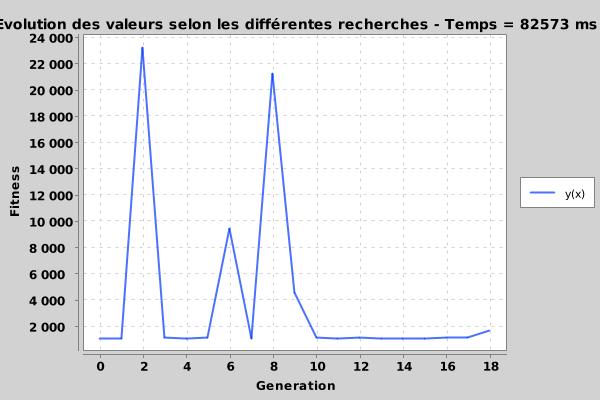 Evolution des valeurs selon les différentes recherches - Temps = 82573 ms
24 000
22 000
20 000
18 000
16 000
14 000
12 000
10 000
8 000
6 000
4 000
2 000
Fitness
y(x)
0 2 4 6 8 10 12 14 16 18
Generation